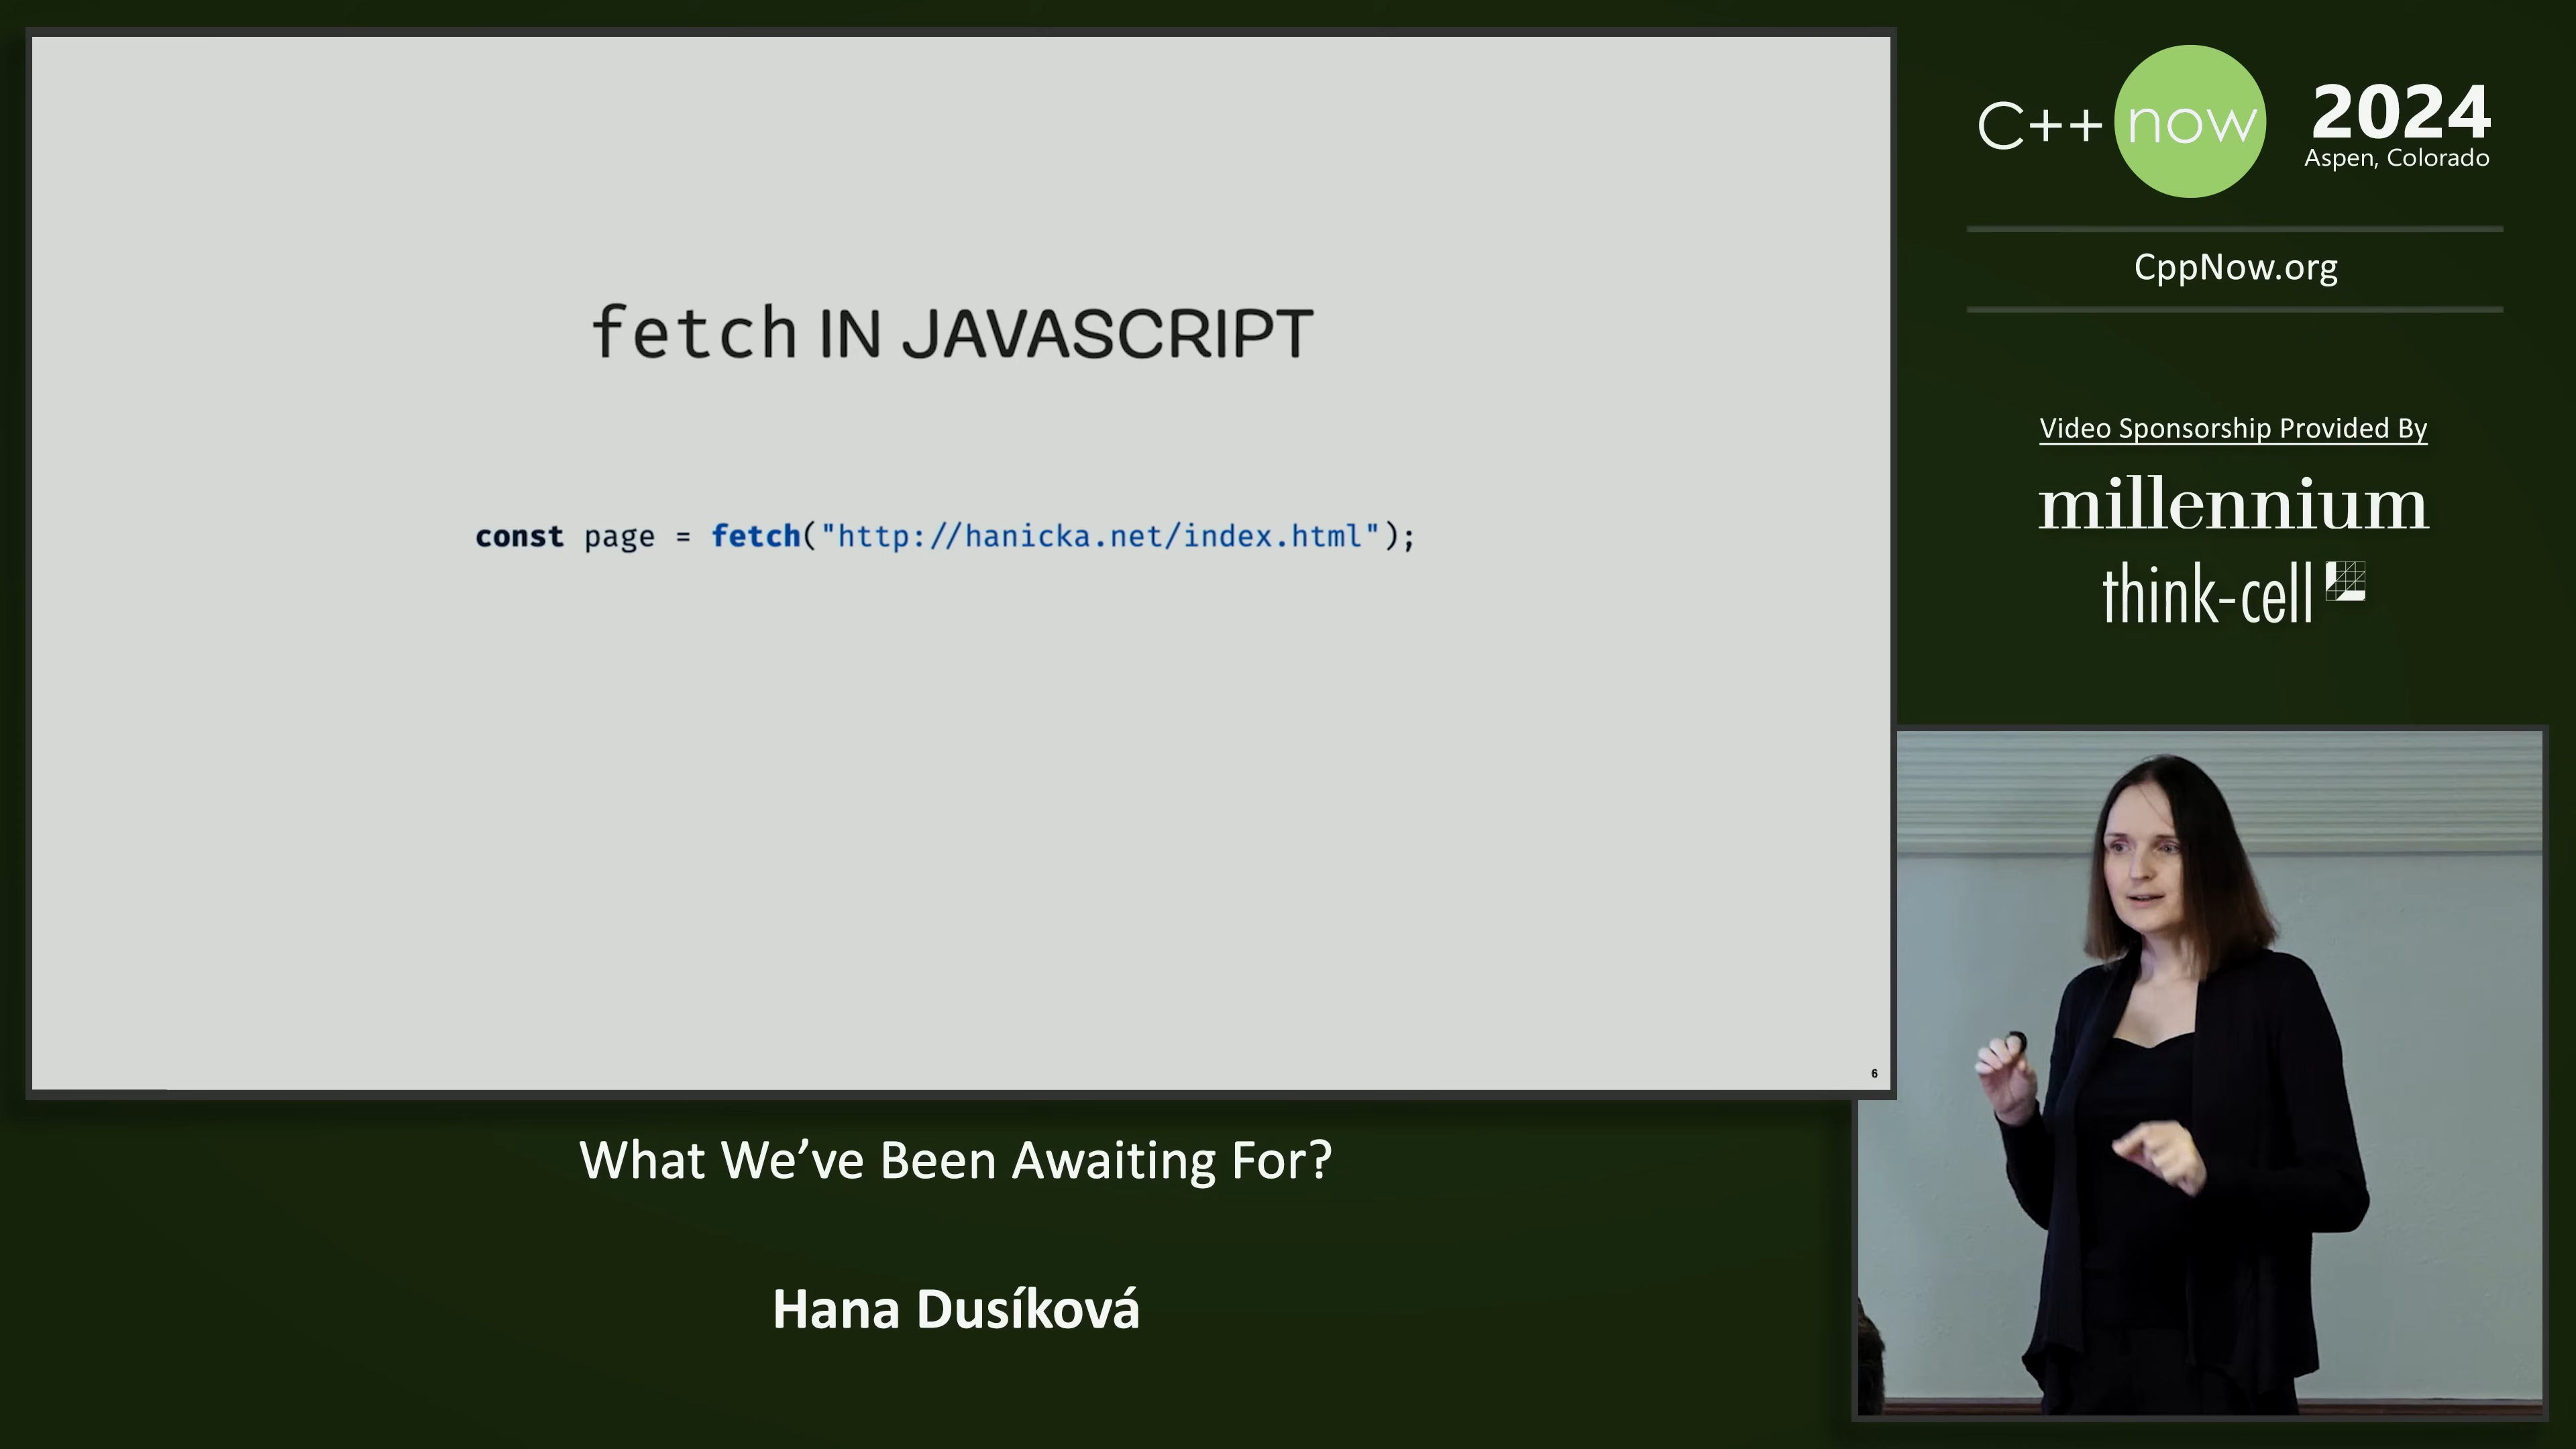 fetch IN JAVASCRIPT
const page = fetch("http://hanicka.net/index.html");
6
What We’ve Been Awaiting For?
Hana Dusíková
C++ now
2024
Aspen, Colorado
CppNow.org
Video Sponsorship Provided By
millennium
think-cell